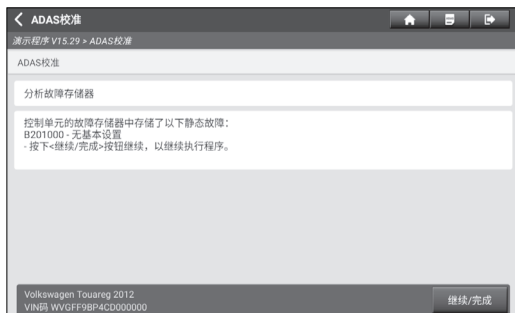 ADAS校准
演示程序 V15.29 > ADAS校准
ADAS校准
分析故障存储器
控制单元的故障存储器中存储了以下静态故障：
B201000 - 无基本设置
- 按下<继续/完成>按钮继续，以继续执行程序。
Volkswagen Touareg 2012
VIN码 WVGFF9BP4CD000000
继续/完成